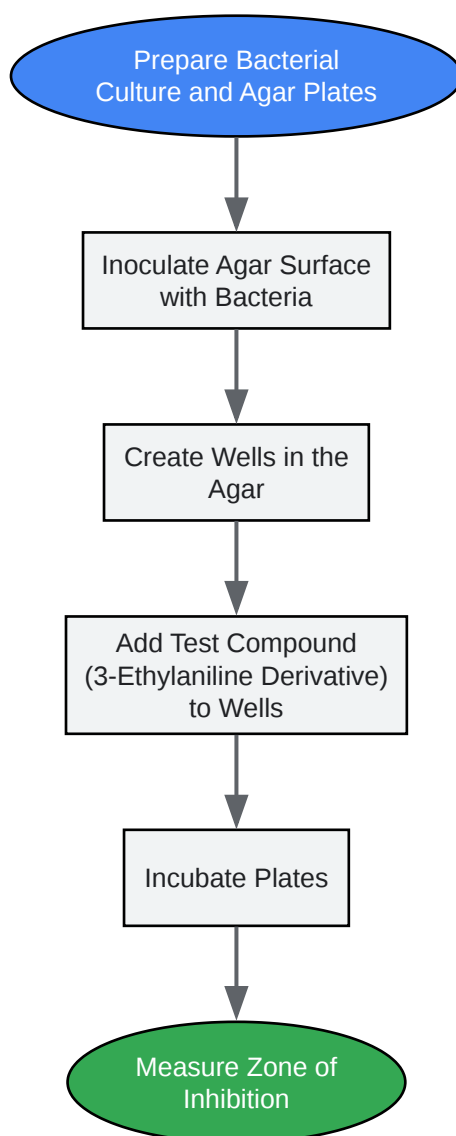 Prepare Bacterial
Culture and Agar Plates
Inoculate Agar Surface
with Bacteria
Create Wells in the
Agar
Add Test Compound
(3-Ethylaniline Derivative)
to Wells
Incubate Plates
Measure Zone of
Inhibition